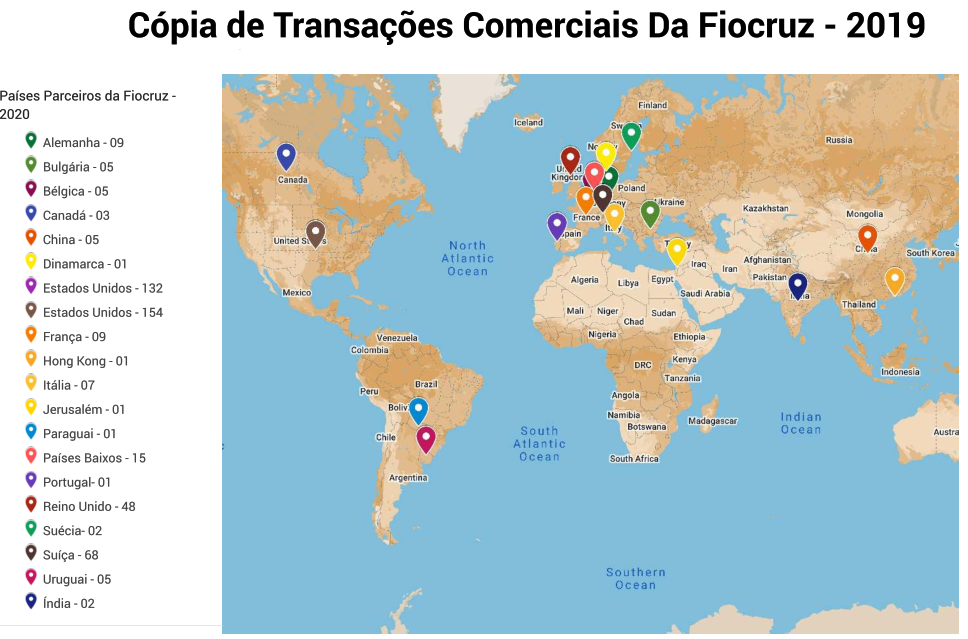 Cópia de Transações Comerciais Da Fiocruz - 2019
Países Parceiros da Fiocruz -
2020
Alemanha - 09
Bulgária - 05
Bélgica - 05
Canadá - 03
China - 05
Dinamarca - 01
Estados Unidos - 132
Estados Unidos - 154
França - 09
Hong Kong - 01
Itália - 07
Jerusalém - 01
Paraguai - 01
Países Baixos - 15
Portugal- 01
Reino Unido - 48
Suécia- 02
Suíça - 68
Uruguai - 05
Índia - 02
Finland
Iceland
Russia
Canada
Kingdom
Poland
Ukraine
France
Kazakhstan
Mongolia
United States
North
Atlantic
Ocean
Spain
Italy
Turkey
China
South Korea
Iraq
Iran
Afghanistan
Pakistan
Algeria
Libya
Egypt
Saudi Arabia
India
Mexico
Mali
Niger
Chad
Sudan
Thailand
Nigeria
Ethiopia
Venezuela
Colombia
DRC
Kenya
Tanzania
Indonesia
Peru
Brazil
Angola
Namibia
Botswana
Madagascar
Boliv
Chile
South
Atlantic
Ocean
Indian
Ocean
Austra
South Africa
Argentina
Southern
Ocean